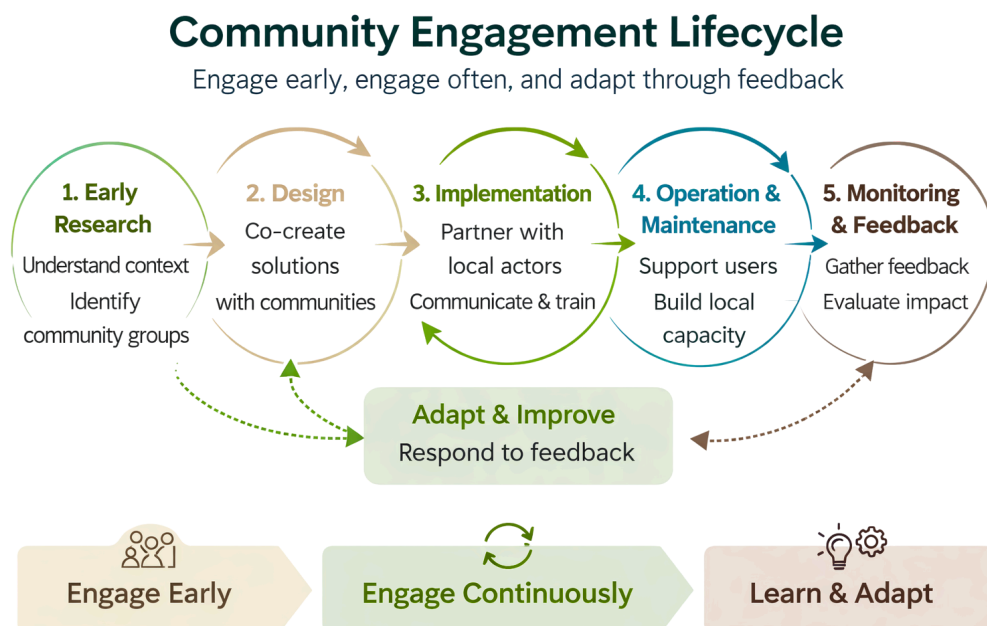 Community Engagement Lifecycle
Engage early, engage often, and adapt through feedback
1. Early
Research
Understand context
Identify
community groups
2. Design
Co-create
solutions
with communities
3. Implementation
Partner with
local actors
Communicate & train
4. Operation &
Maintenance
Support users
Build local
capacity
5. Monitoring
& Feedback
Gather feedback
Evaluate impact
Adapt & Improve
Respond to feedback
Engage Early
Engage Continuously
Learn & Adapt